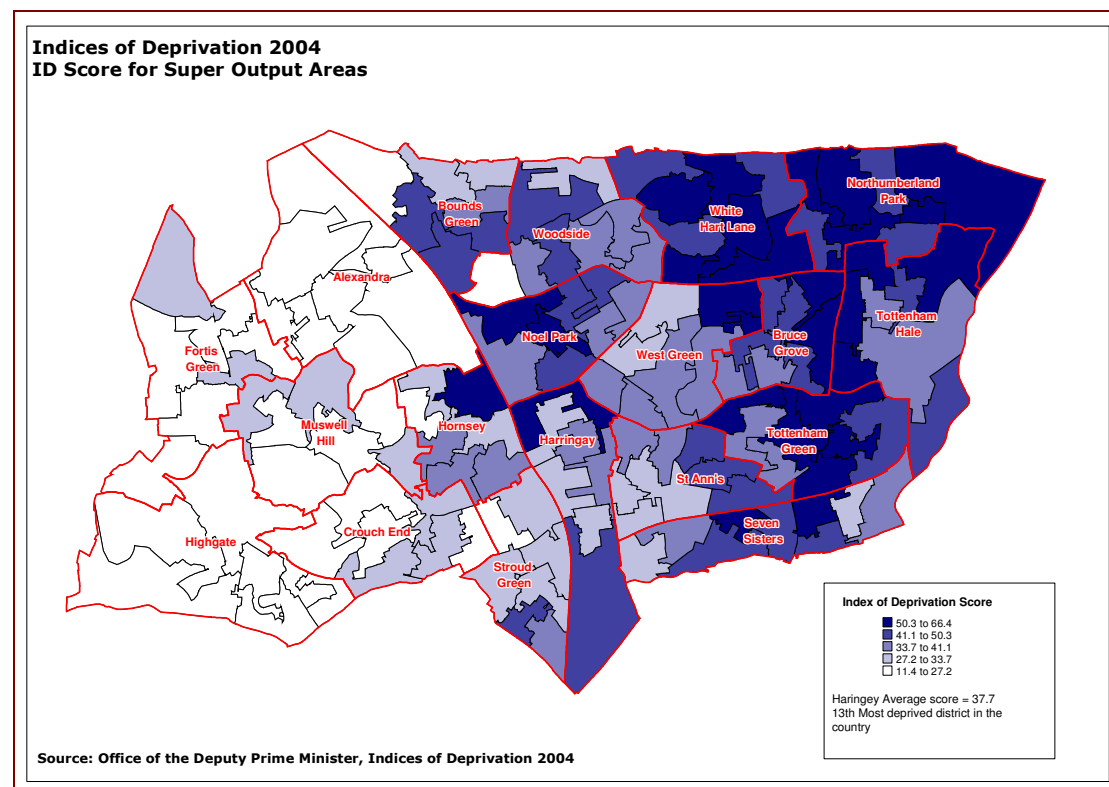 Indices of Deprivation 2004
ID Score for Super Output Areas
Northumberland
Park
Bounds
Green
White
Hart Lane
Woodside
Alexandra
Tottenham
Hale
Noel Park
Bruce
Grove
Fortis
Green
West Green
Muswell
Hill
Hornsey
Harringay
Tottenham
Green
St Ann's
Seven
Sisters
Crouch End
Highgate
Stroud
Green
Index of Deprivation Score
50.3 to 66.4
41.1 to 50.3
33.7 to 41.1
27.2 to 33.7
11.4 to 27.2
Haringey Average score = 37.7
13th Most deprived district in the
country
Source: Office of the Deputy Prime Minister, Indices of Deprivation 2004